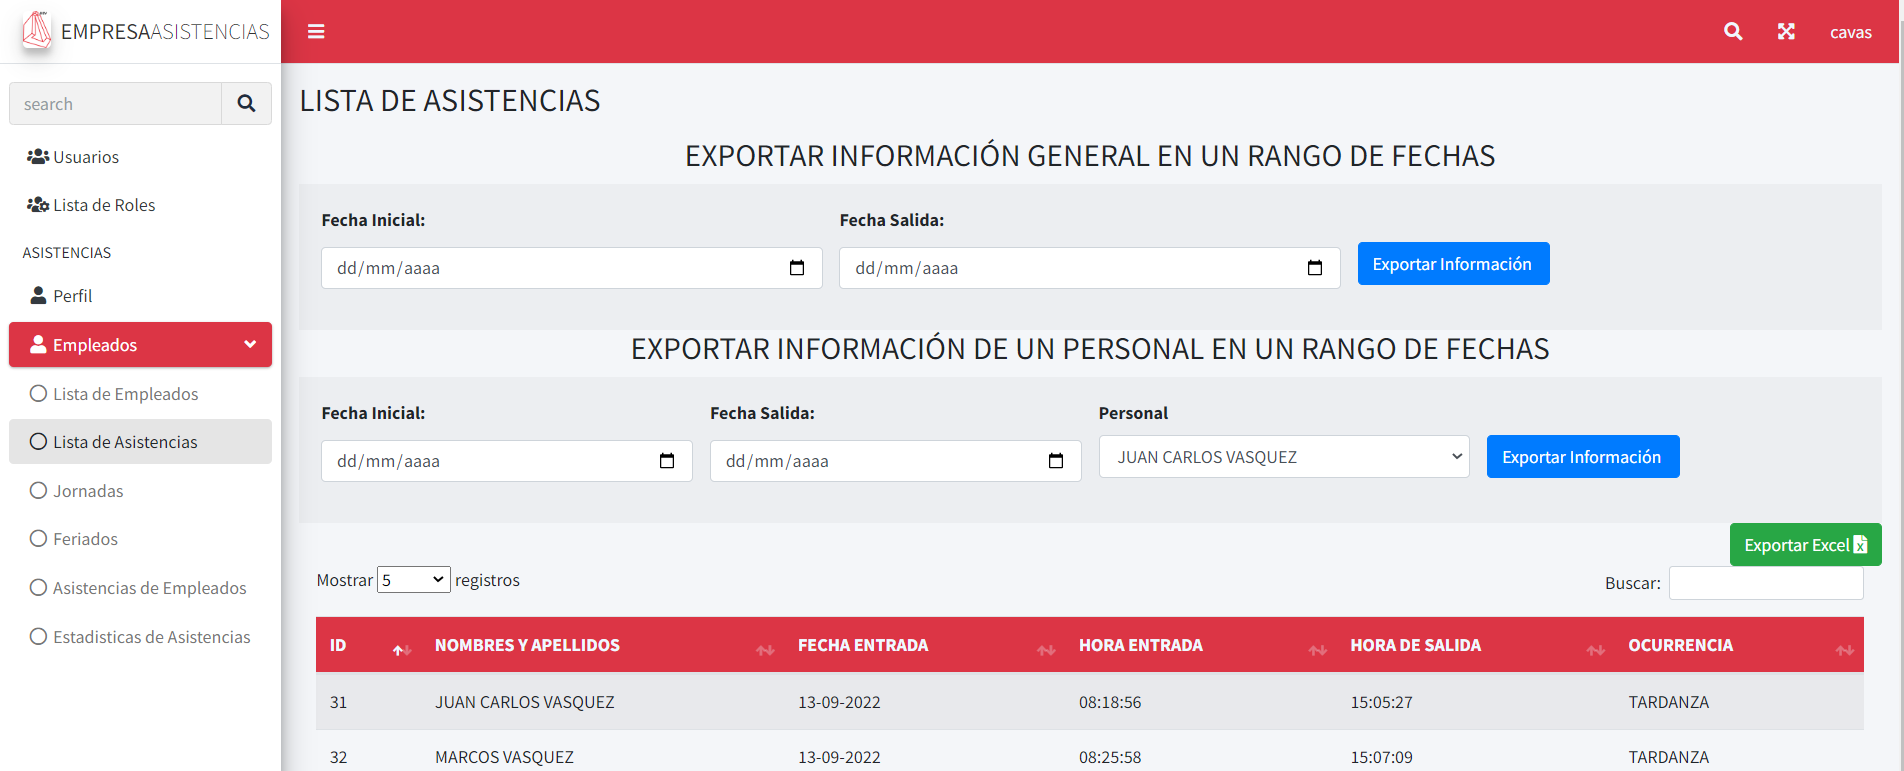 EMPRESAASISTENCIAS
cavas
search
Usuarios
Lista de Roles
ASISTENCIAS
Perfil
Empleados
Lista de Empleados
Lista de Asistencias
Jornadas
Feriados
Asistencias de Empleados
Estadisticas de Asistencias
LISTA DE ASISTENCIAS
EXPORTAR INFORMACIÓN GENERAL EN UN RANGO DE FECHAS
Fecha Inicial: Fecha Salida:
dd/mm/aaaa dd/mm/aaaa Exportar Información
EXPORTAR INFORMACIÓN DE UN PERSONAL EN UN RANGO DE FECHAS
Fecha Inicial: Fecha Salida: Personal
dd/mm/aaaa dd/mm/aaaa JUAN CARLOS VASQUEZ Exportar Información
Exportar Excel
Mostrar 5 registros Buscar:
ID NOMBRES Y APELLIDOS FECHA ENTRADA HORA ENTRADA HORA DE SALIDA OCURRENCIA
31 JUAN CARLOS VASQUEZ 13-09-2022 08:18:56 15:05:27 TARDANZA
32 MARCOS VASQUEZ 13-09-2022 08:25:58 15:07:09 TARDANZA